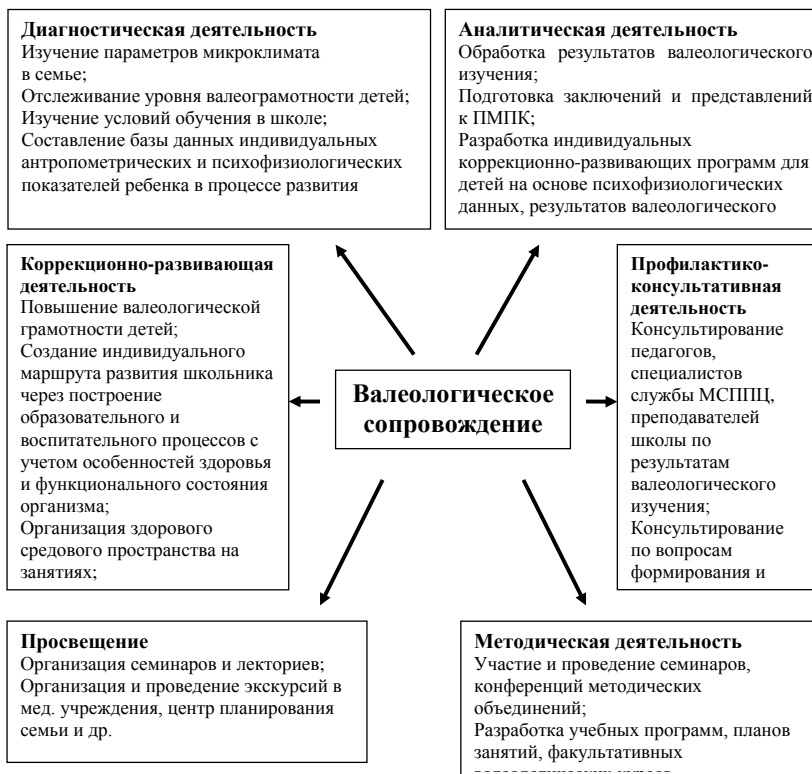 Диагностическая деятельность
Изучение параметров микроклимата
в семье;
Отслеживание уровня валеограмотности детей;
Изучение условий обучения в школе;
Составление базы данных индивидуальных
антропометрических и психофизиологических
показателей ребенка в процессе развития
Аналитическая деятельность
Обработка результатов валеологического
изучения;
Подготовка заключений и представлений
к ПМПК;
Разработка индивидуальных
коррекционно-развивающих программ для
детей на основе психофизиологических
данных, результатов валеологического
Коррекционно-развивающая
деятельность
Повышение валеологической
грамотности детей;
Создание индивидуального
маршрута развития школьника
через построение
образовательного и
воспитательного процессов с
учетом особенностей здоровья
и функционального состояния
организма;
Организация здорового
средового пространства на
занятиях;
Валеологическое
сопровождение
Профилактико-
консультативная
деятельность
Консультирование
педагогов,
специалистов
службы МСППЦ,
преподавателей
школы по
результатам
валеологического
изучения;
Консультирование
по вопросам
формирования и
Просвещение
Организация семинаров и лекториев;
Организация и проведение экскурсий в
мед. учреждения, центр планирования
семьи и др.
Методическая деятельность
Участие и проведение семинаров,
конференций методических
объединений;
Разработка учебных программ, планов
занятий, факультативных